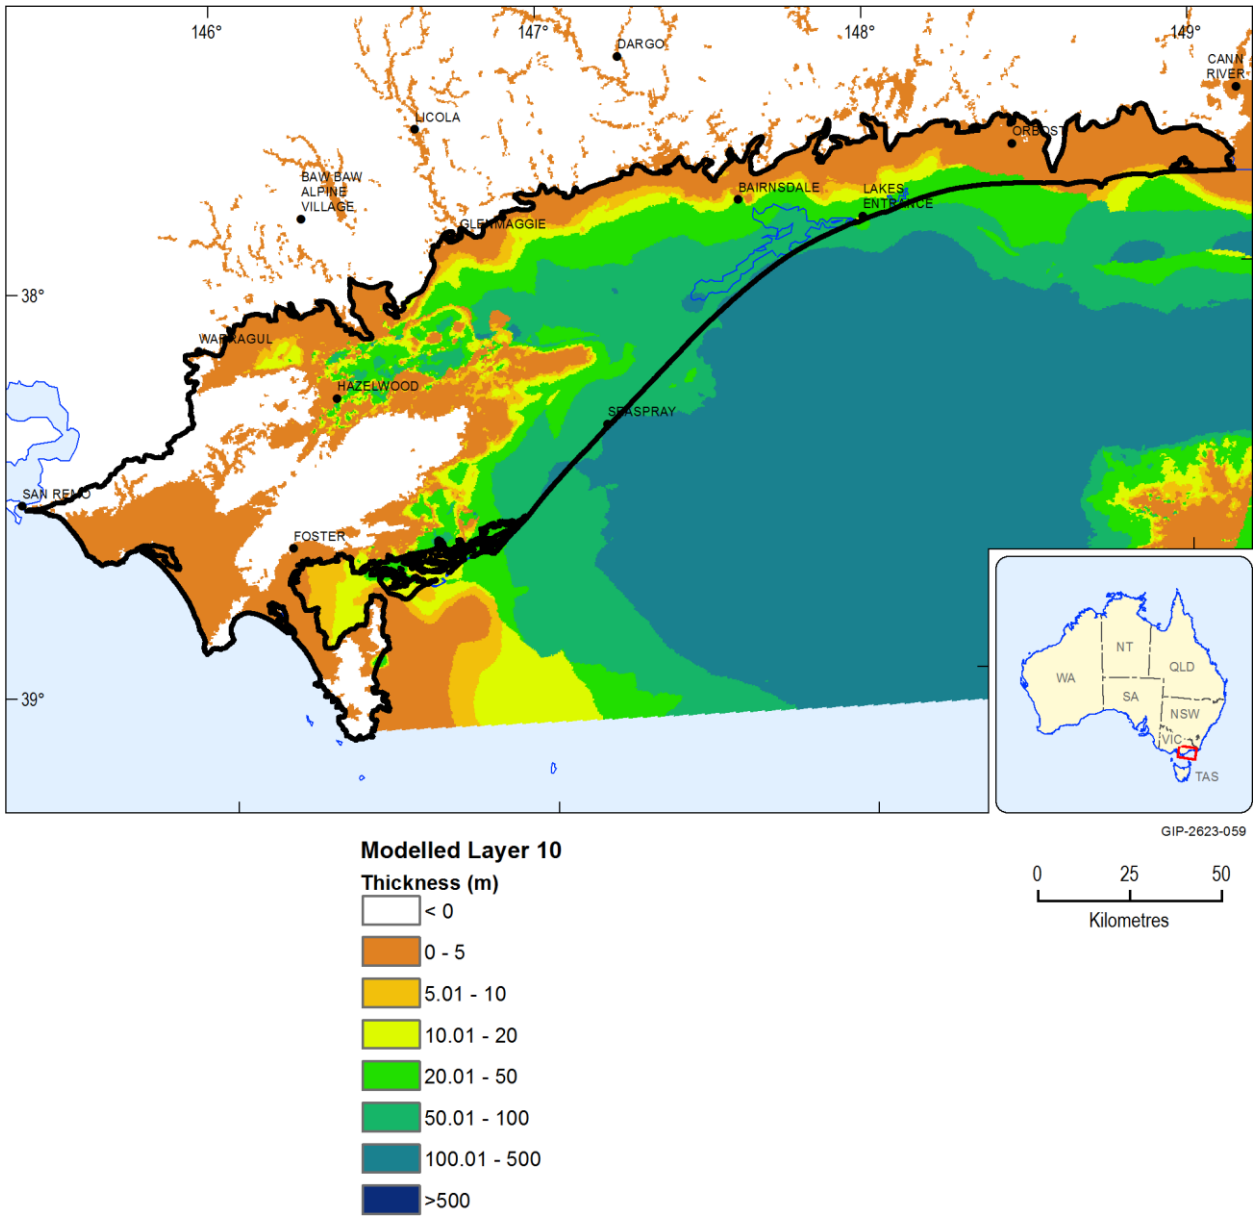 146°
147°
148°
149°
DARGO
CANN
RIVER
LICOLA
ORBOST
BAW BAW
ALPINE
VILLAGE
BAIRNSDALE
LAKES
ENTRANCE
GLENMAGGIE
38°
WARRAGUL
HAZELWOOD
SEASPRAY
SAN REMO
FOSTER
39°
NT
QLD
WA
SA
NSW
VIC
TAS
GIP-2623-059
Modelled Layer 10
Thickness (m)
< 0
0 - 5
5.01 - 10
10.01 - 20
20.01 - 50
50.01 - 100
100.01 - 500
>500
0 25 50
Kilometres